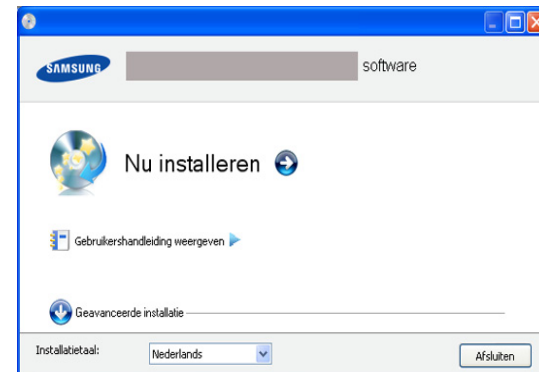 SAMSUNG software
Nu installeren
Gebruikershandleiding weergeven
Geavanceerde installatie
Installatietaal: Nederlands Afsluiten